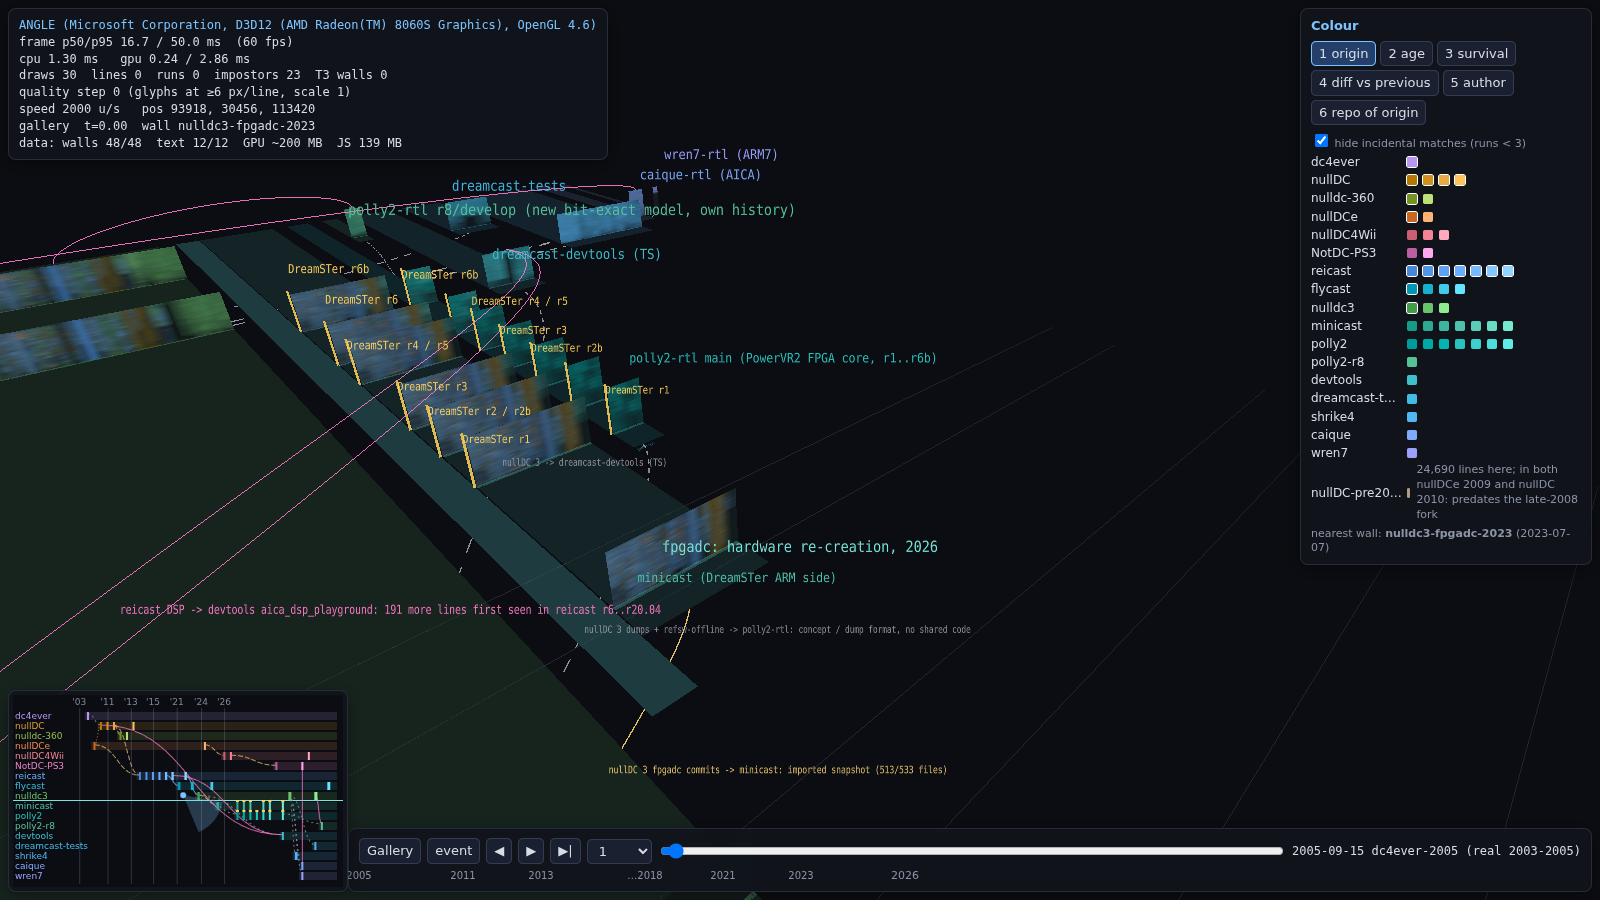 ANGLE (Microsoft Corporation, D3D12 (AMD Radeon(TM) 8060S Graphics), OpenGL 4.6)
frame p50/p95 16.7 / 50.0 ms  (60 fps)
cpu 1.30 ms   gpu 0.24 / 2.86 ms
draws 30  lines 0  runs 0  impostors 23  T3 walls 0
quality step 0 (glyphs at ≥6 px/line, scale 1)
speed 2000 u/s   pos 93918, 30456, 113420
gallery  t=0.00  wall nulldc3-fpgadc-2023
data: walls 48/48  text 12/12  GPU ~200 MB  JS 139 MB
Colour
1 origin
2 age
3 survival
4 diff vs previous
5 author
6 repo of origin
hide incidental matches (runs < 3)
dc4ever
nullDC
nulldc-360
nullDCe
nullDC4Wii
NotDC-PS3
reicast
flycast
nulldc3
minicast
polly2
polly2-r8
devtools
dreamcast-t...
shrike4
caique
wren7
nullDC-pre20...
24,690 lines here; in both
nullDCe 2009 and nullDC
2010: predates the late-2008
fork
nearest wall: nulldc3-fpgadc-2023 (2023-07-
07)
wren7-rtl (ARM7)
caique-rtl (AICA)
dreamcast-tests
polly2-rtl r8/develop (new bit-exact model, own history)
dreamcast-devtools (TS)
DreamSTer r6b
DreamSTer r6b
DreamSTer r6
DreamSTer r4 / r5
DreamSTer r3
DreamSTer r4 / r5
DreamSTer r2b
polly2-rtl main (PowerVR2 FPGA core, r1..r6b)
DreamSTer r3
DreamSTer r1
DreamSTer r2 / r2b
DreamSTer r1
nullDC 3 -> dreamcast-devtools (TS)
fpgadc: hardware re-creation, 2026
minicast (DreamSTer ARM side)
reicast DSP -> devtools aica_dsp_playground: 191 more lines first seen in reicast r6..r20.04
nullDC 3 dumps + refsw-offline -> polly2-rtl: concept / dump format, no shared code
nullDC 3 fpgadc commits -> minicast: imported snapshot (513/533 files)
'03 '11 '13 '15 '21 '24 '26
dc4ever
nullDC
nulldc-360
nullDCe
nullDC4Wii
NotDC-PS3
reicast
flycast
nulldc3
minicast
polly2
polly2-r8
devtools
dreamcast-tests
shrike4
caique
wren7
Gallery
event
◀
▶
▶|
1
2005-09-15 dc4ever-2005 (real 2003-2005)
2005 2011 2013 ...2018 2021 2023 2026